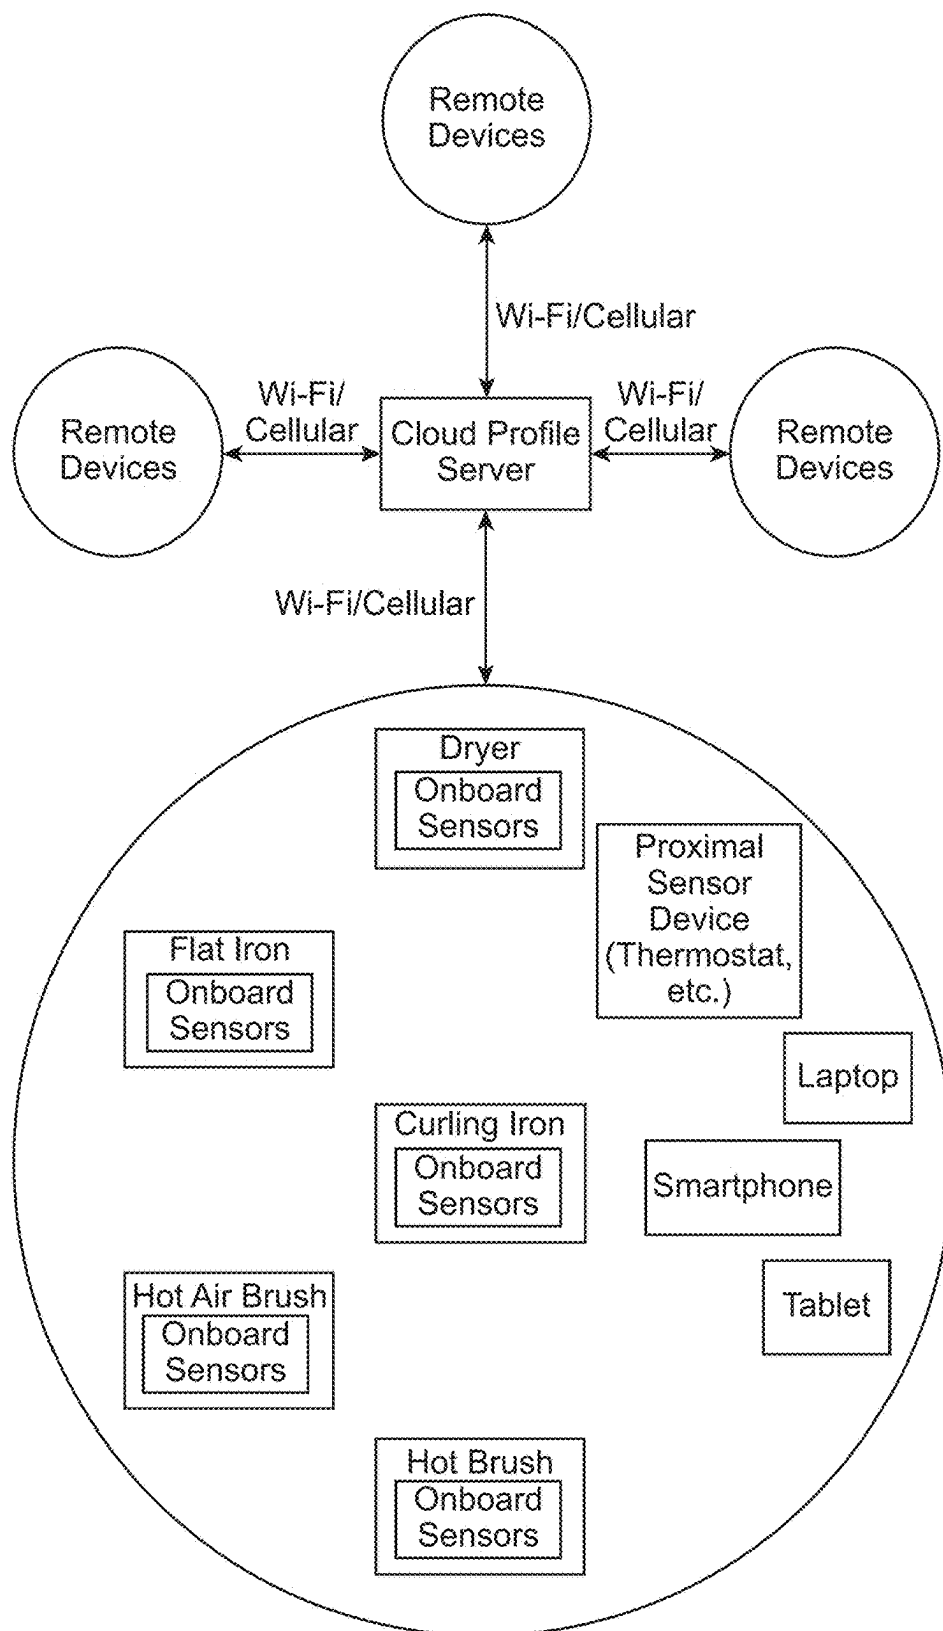 Remote
Devices
Wi-Fi/Cellular
Remote
Devices
Wi-Fi/
Cellular
Cloud Profile
Server
Wi-Fi/
Cellular
Remote
Devices
Wi-Fi/Cellular
Dryer
Onboard
Sensors
Proximal
Sensor
Device
(Thermostat,
etc.)
Flat Iron
Onboard
Sensors
Laptop
Curling Iron
Onboard
Sensors
Smartphone
Hot Air Brush
Onboard
Sensors
Tablet
Hot Brush
Onboard
Sensors